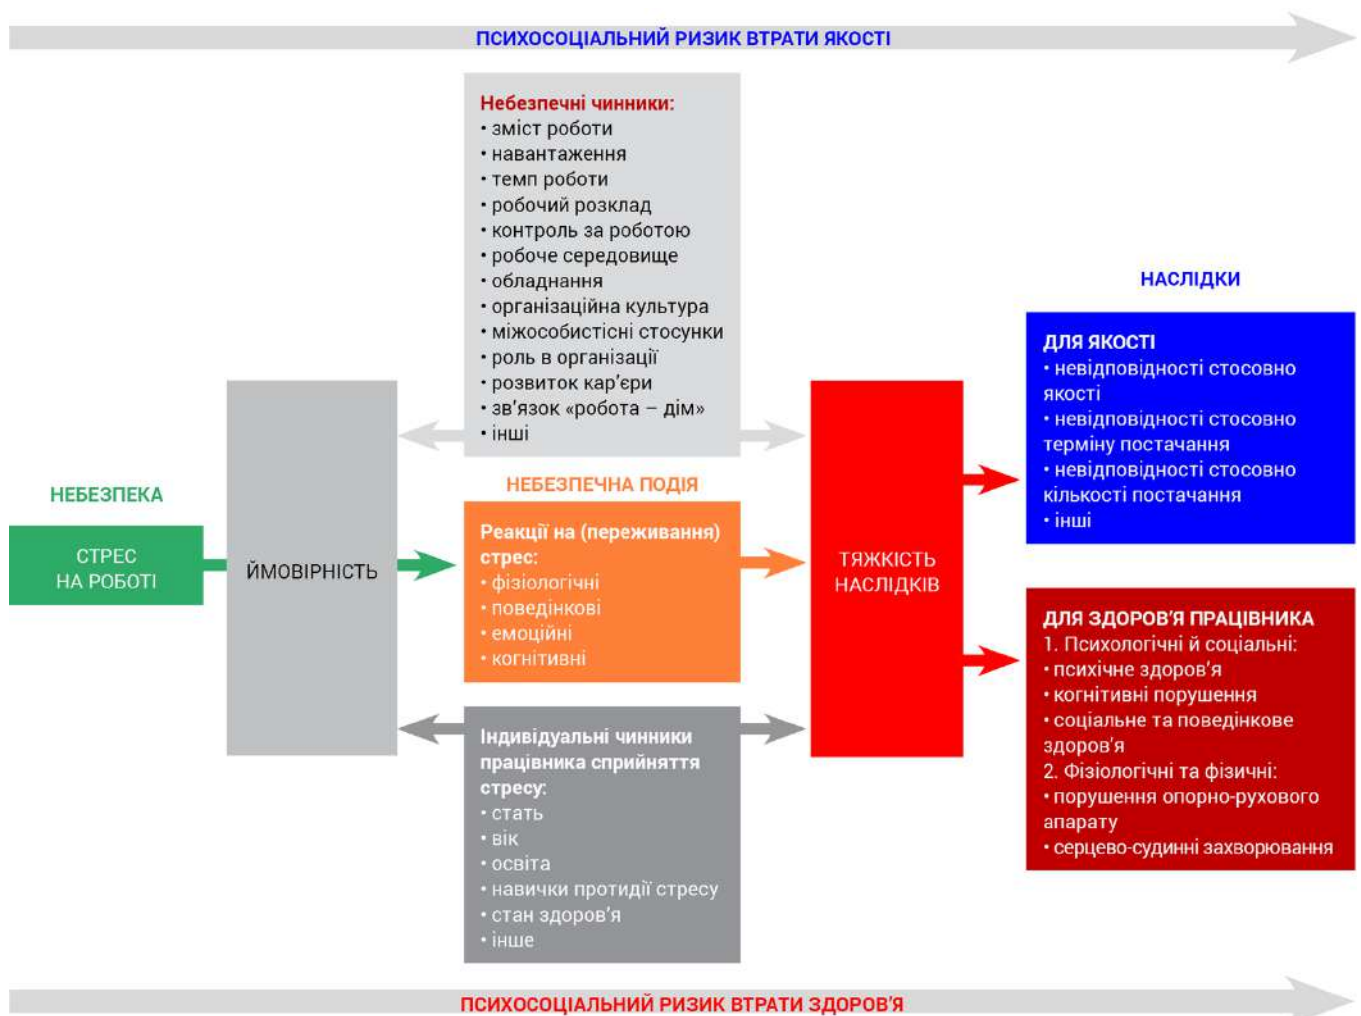 ПСИХОСОЦІАЛЬНИЙ РИЗИК ВТРАТИ ЯКОСТІ
Небезпечні чинники:
• зміст роботи
• навантаження
• темп роботи
• робочий розклад
• контроль за роботою
• робоче середовище
• обладнання
• організаційна культура
• міжособистісні стосунки
• роль в організації
• розвиток кар'єри
• зв'язок «робота – дім»
• інші
НЕБЕЗПЕКА
СТРЕС
НА РОБОТІ
ЙМОВІРНІСТЬ
НЕБЕЗПЕЧНА ПОДІЯ
Реакції на (переживання)
стрес:
• фізіологічні
• поведінкові
• емоційні
• когнітивні
Індивідуальні чинники
працівника сприйняття
стресу:
• стать
• вік
• освіта
• навички протидії стресу
• стан здоров'я
• інше
ТЯЖКІСТЬ
НАСЛІДКІВ
НАСЛІДКИ
ДЛЯ ЯКОСТІ
• невідповідності стосовно
якості
• невідповідності стосовно
терміну постачання
• невідповідності стосовно
кількості постачання
• інші
ДЛЯ ЗДОРОВ'Я ПРАЦІВНИКА
1. Психологічні й соціальні:
• психічне здоров'я
• когнітивні порушення
• соціальне та поведінкове
здоров'я
2. Фізіологічні та фізичні:
• порушення опорно-рухового
апарату
• серцево-судинні захворювання
ПСИХОСОЦІАЛЬНИЙ РИЗИК ВТРАТИ ЗДОРОВ'Я